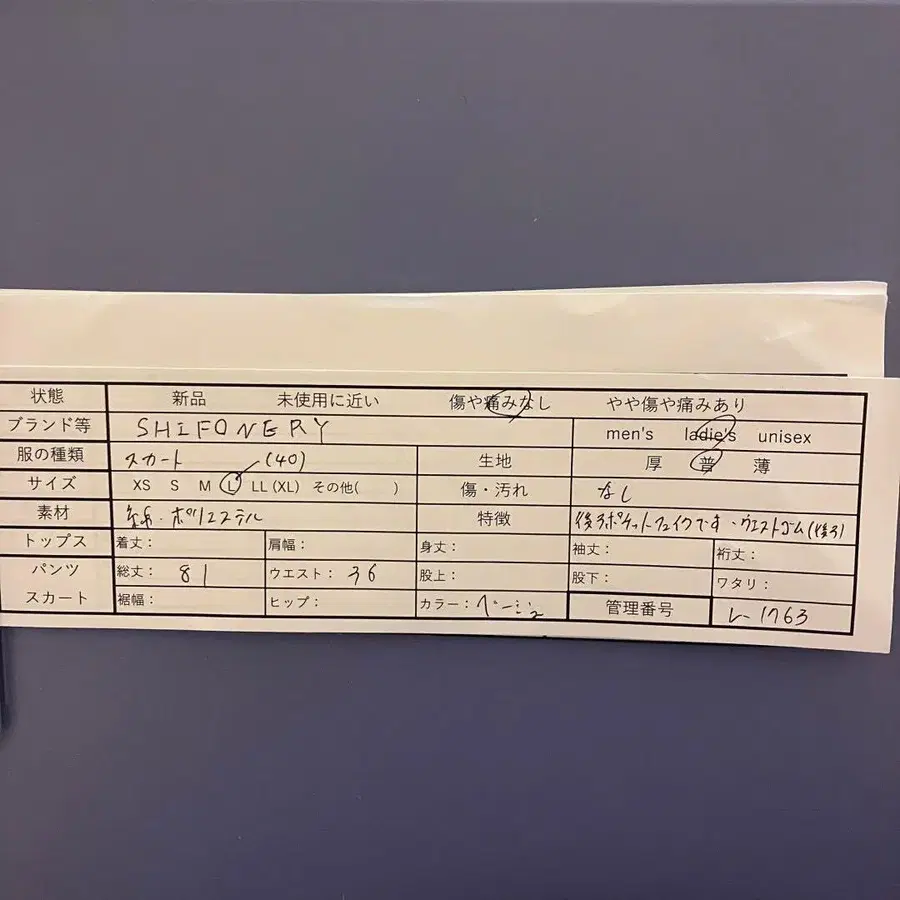 状態 新品 未使用に近い 傷や痛みなし やや傷や痛みあり
ブランド等 SHIFONERY men's ladie's unisex
服の種類 スカート (40) 生地 厚 普 薄
サイズ XS S M L LL (XL) その他( ) 傷・汚れ なし
素材 綿・ポリエステル 特徴 後ろポケットフェイクです・ウエストゴム(後ろ)
トップス 着丈: 肩幅: 身丈: 袖丈: 裄丈:
パンツ 総丈: 81 ウエスト: 36 股上: 股下: ワタリ:
スカート 裾幅: ヒップ: カラー: ベージュ 管理番号 レ-1763